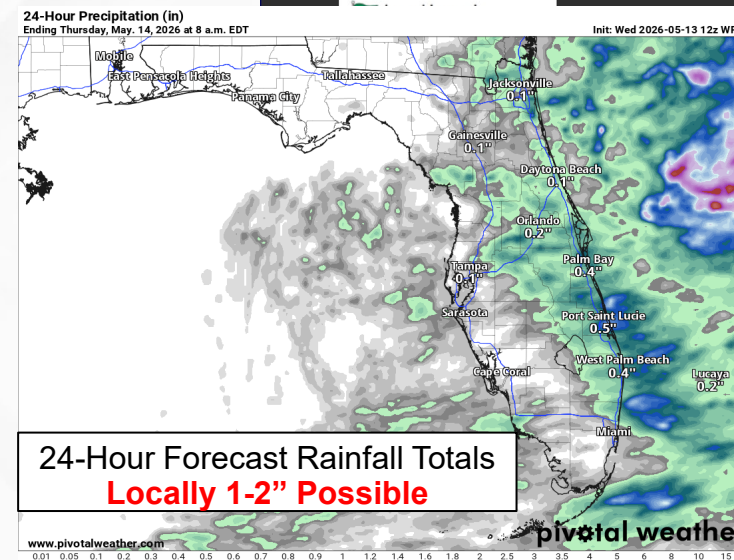 24-Hour Precipitation (in)
Ending Thursday, May. 14, 2026 at 8 a.m. EDT
Init: Wed 2026-05-13 12z WP
Mobile
East Pensacola Heights
Tallahassee
Panama City
Jacksonville
0.1"
Gainesville
0.1"
Daytona Beach
0.1"
Orlando
0.2"
Palm Bay
0.4"
Tampa
0.1"
Sarasota
Port Saint Lucie
0.5"
West Palm Beach
0.4"
Cape Coral
Lucaya
0.2"
Miami
24-Hour Forecast Rainfall Totals
Locally 1-2” Possible
www.pivotalweather.com
pivotal weathe
0.01 0.05 0.1 0.2 0.3 0.4 0.5 0.6 0.7 0.8 0.9 1 1.2 1.4 1.6 1.8 2 2.5 3 3.5 4 5 6 7 8 9 10 15